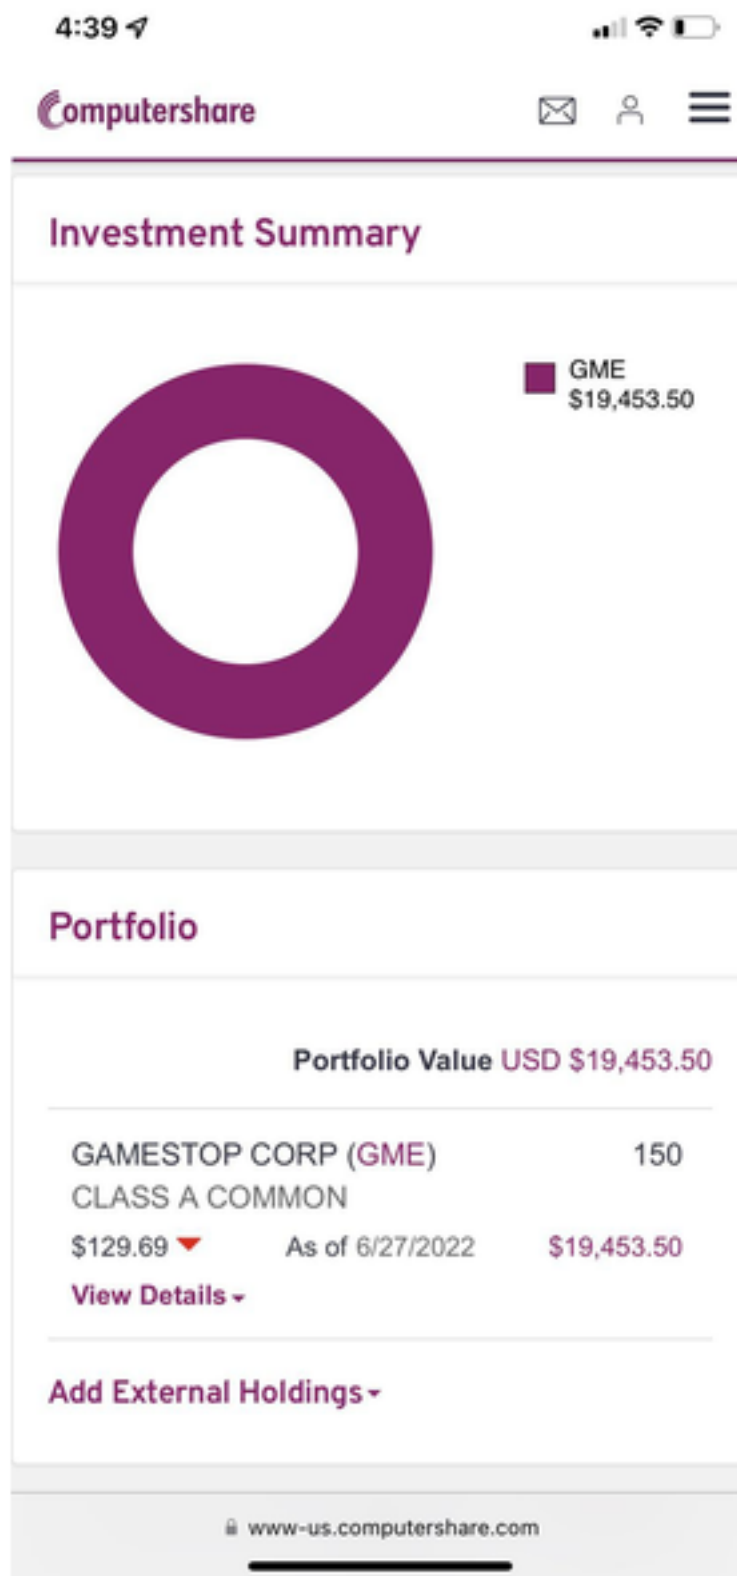 4:39
Computershare
Investment Summary
GME
$19,453.50
Portfolio
Portfolio Value USD $19,453.50
GAMESTOP CORP (GME) 150
CLASS A COMMON
$129.69 As of 6/27/2022 $19,453.50
View Details
Add External Holdings
www-us.computershare.com